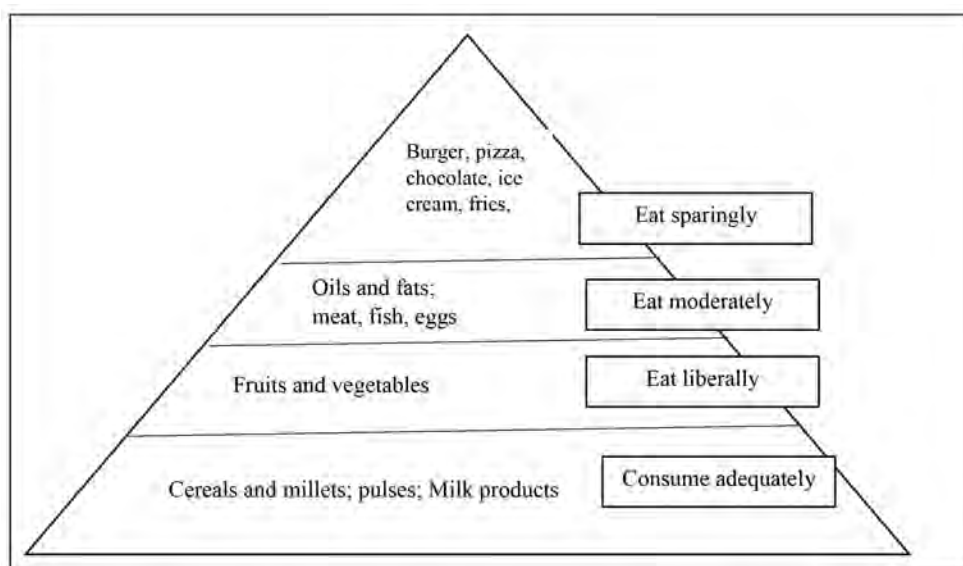 Burger, pizza,
chocolate, ice
cream, fries,
Eat sparingly
Oils and fats;
meat, fish, eggs
Eat moderately
Fruits and vegetables
Eat liberally
Cereals and millets; pulses; Milk products
Consume adequately